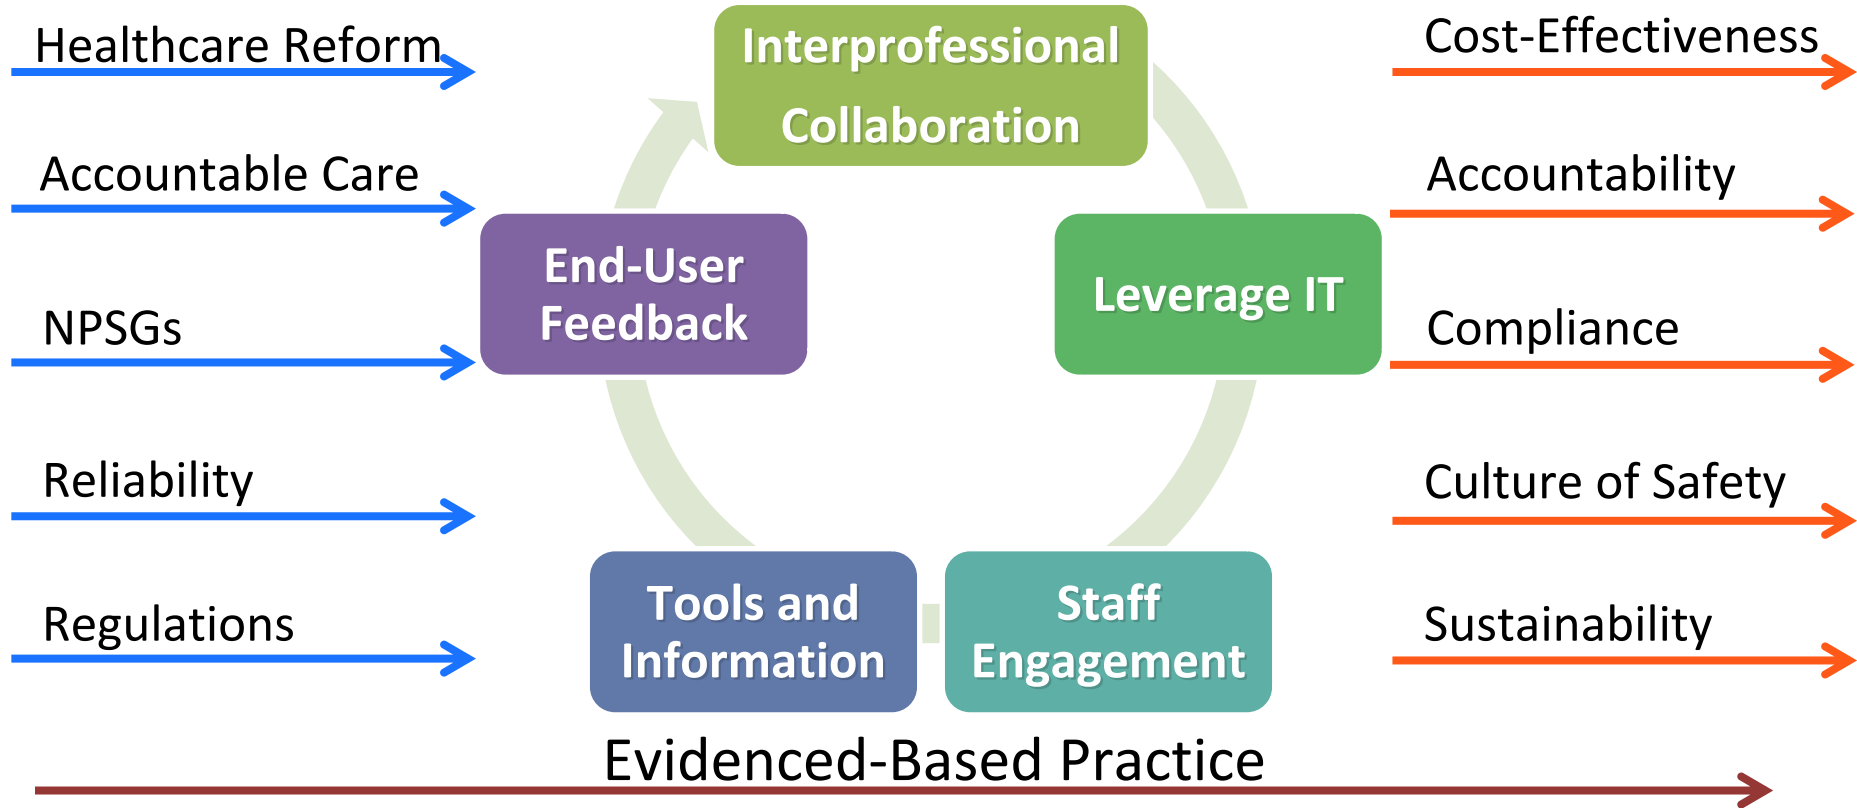 Healthcare Reform
Accountable Care
NPSGs
Reliability
Regulations
Interprofessional
Collaboration
Leverage IT
Staff
Engagement
Tools and
Information
End-User
Feedback
Cost-Effectiveness
Accountability
Compliance
Culture of Safety
Sustainability
Evidenced-Based Practice